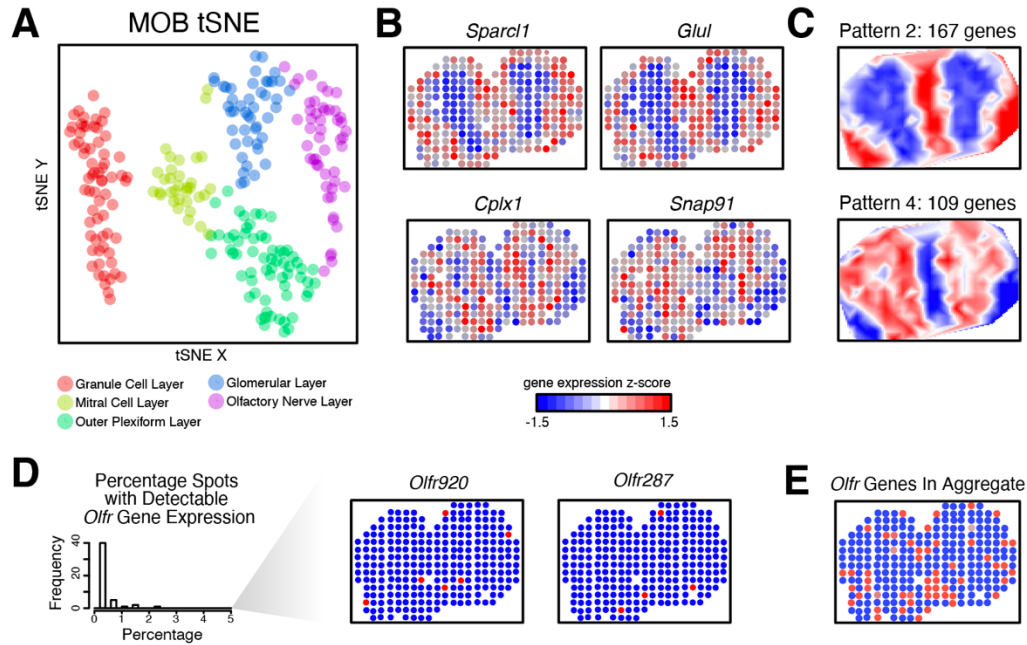 A
MOB tSNE
tSNE Y
tSNE X
Granule Cell Layer
Mitral Cell Layer
Outer Plexiform Layer
Glomerular Layer
Olfactory Nerve Layer
B
Sparcl1
Glul
Cplx1
Snap91
gene expression z-score
-1.5
1.5
C
Pattern 2: 167 genes
Pattern 4: 109 genes
D
Percentage Spots
with Detectable
Olfr Gene Expression
Frequency
0
20
40
0
1
2
3
4
5
Percentage
Olfr920
Olfr287
E
Olfr Genes In Aggregate